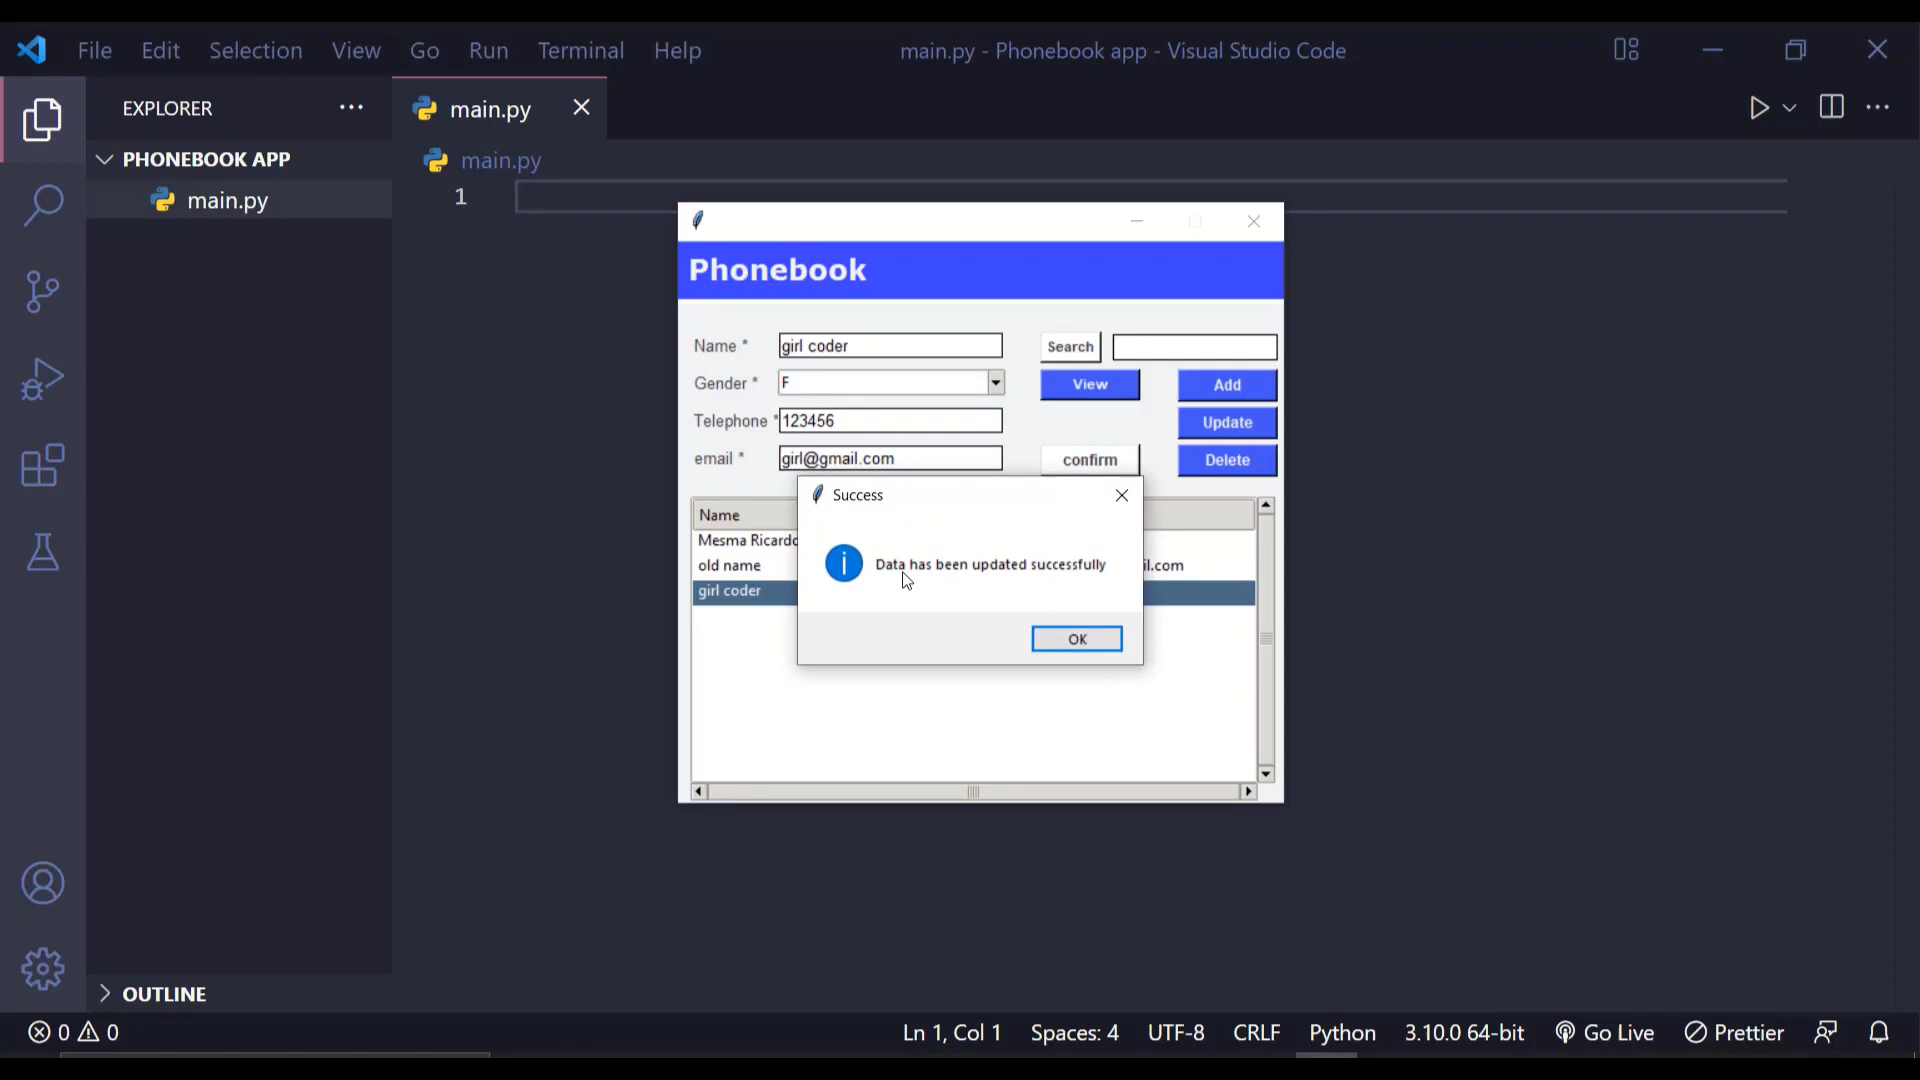 File Edit Selection View Go Run Terminal Help
main.py - Phonebook app - Visual Studio Code
EXPLORER
main.py
PHONEBOOK APP
main.py
main.py
1
Phonebook
Name * girl coder Search
Gender * F View Add
Telephone * 123456 Update
email * girl@gmail.com confirm Delete
Success
Name
Mesma Ricardo
old name il.com
girl coder
Data has been updated successfully
OK
OUTLINE
0 0 Ln 1, Col 1 Spaces: 4 UTF-8 CRLF Python 3.10.0 64-bit Go Live Prettier